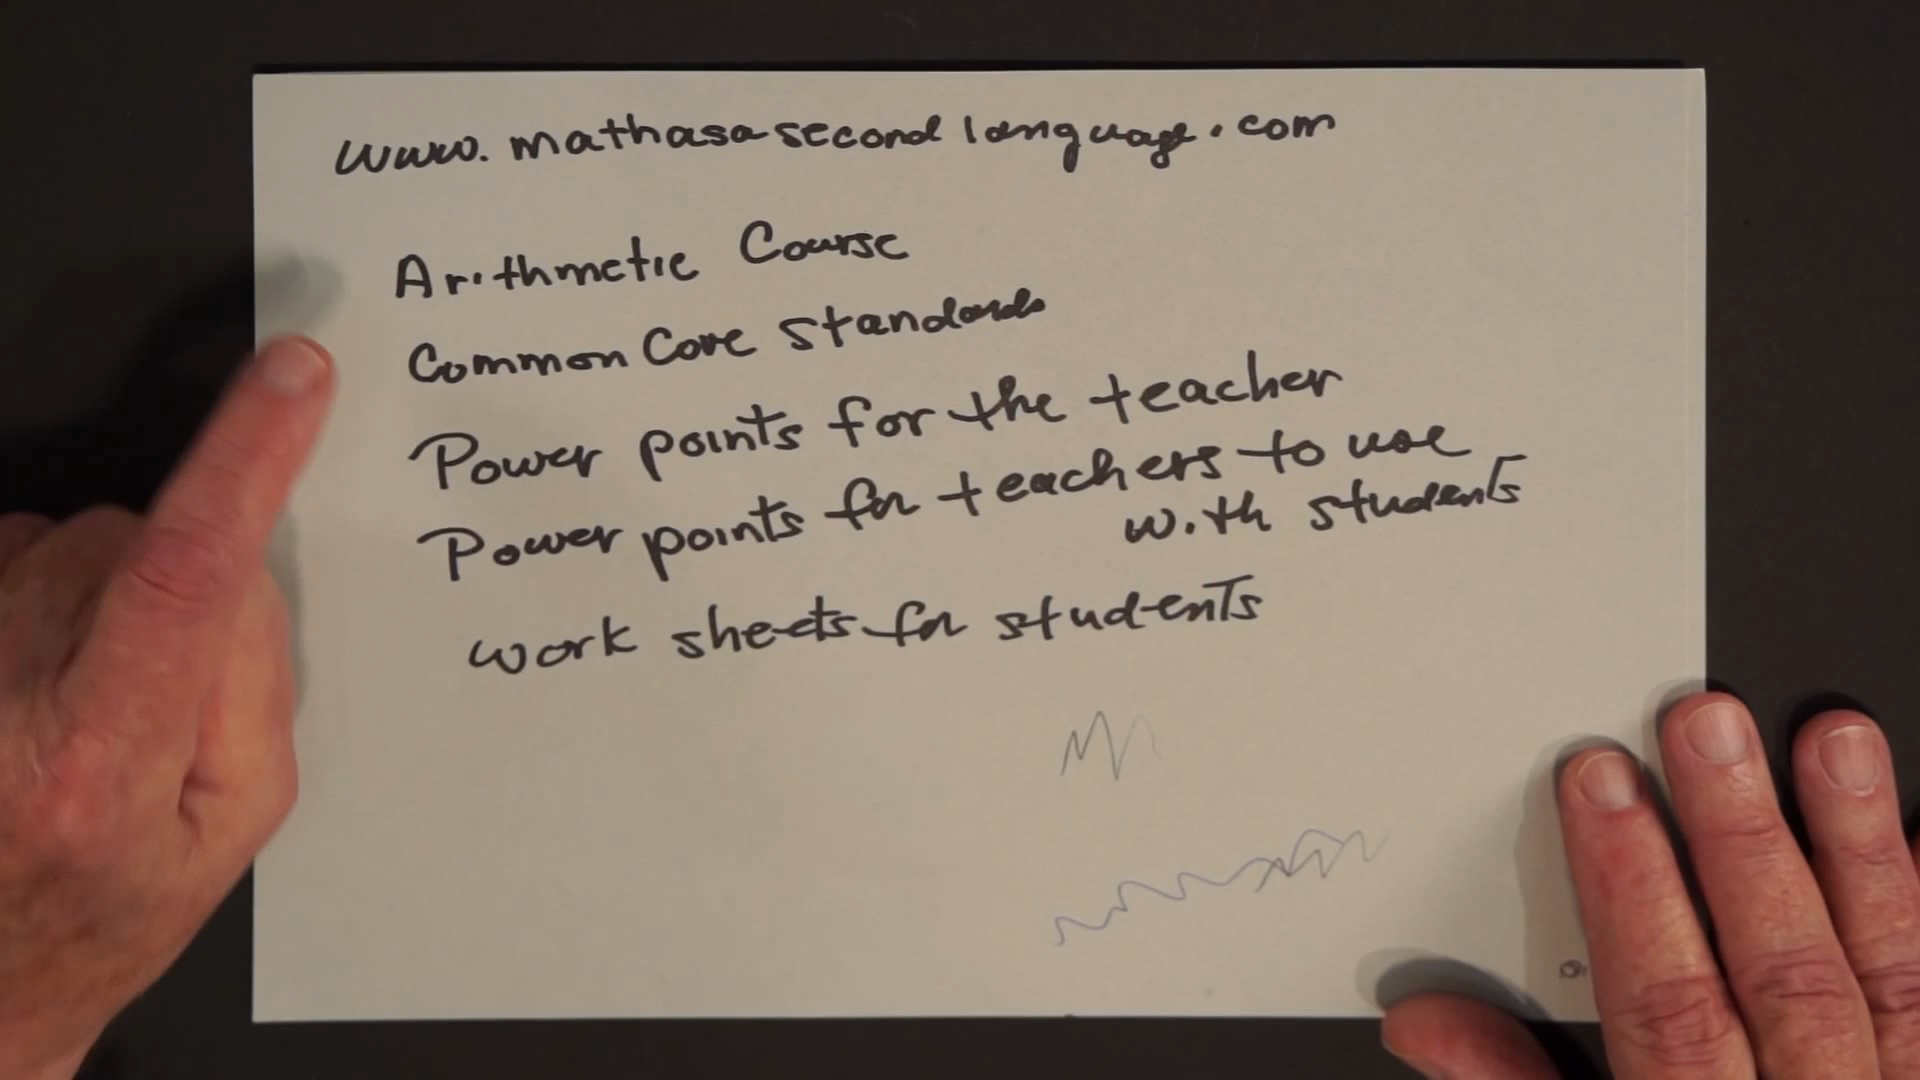 www.mathasasecondlanguage.com
Arithmetic Course
Common Core Standards
Power points for the teacher
Power points for teachers to use
with students
work sheets for students